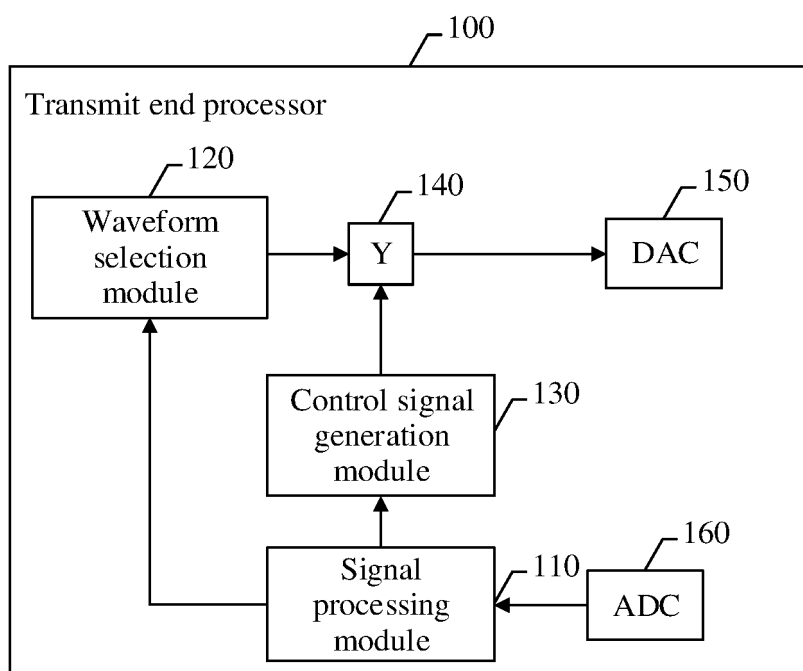 100
Transmit end processor
120
140
150
Waveform
selection
module
Y
DAC
Control signal
generation
module
130
160
Signal
processing
module
110
ADC